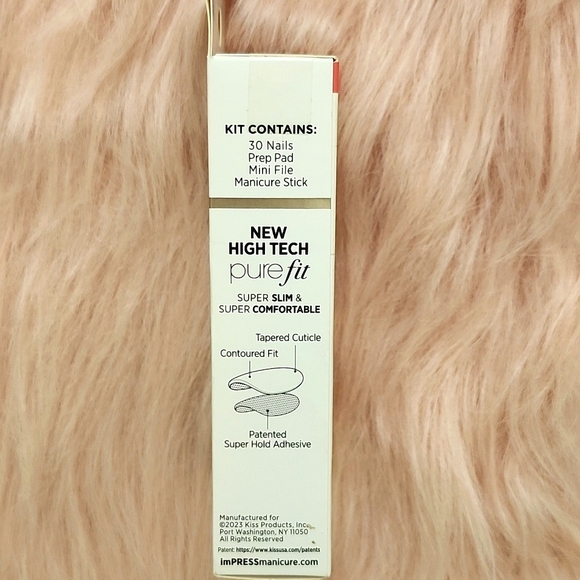 KIT CONTAINS:
30 Nails
Prep Pad
Mini File
Manicure Stick
NEW
HIGH TECH
purefit
SUPER SLIM &
SUPER COMFORTABLE
Tapered Cuticle
Contoured Fit
Patented
Super Hold Adhesive
Manufactured for
©2023 Kiss Products, Inc.
Port Washington, NY 11050
All Rights Reserved
Patent: https://www.kissusa.com/patents
imPRESSmanicure.com